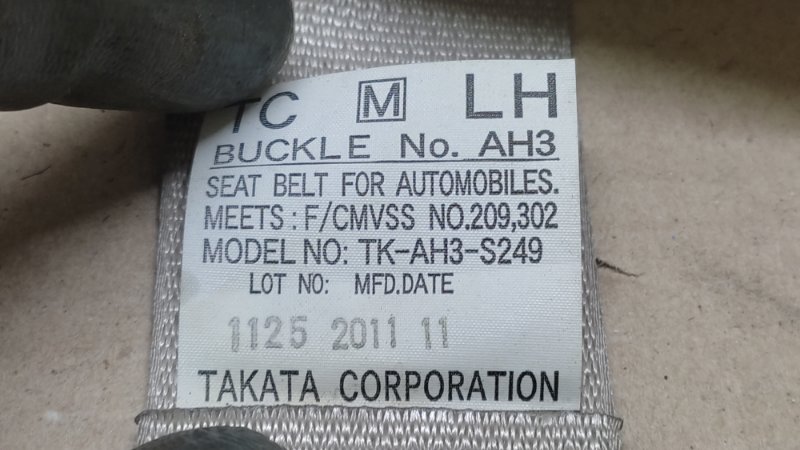 TC M LH
BUCKLE No. AH3
SEAT BELT FOR AUTOMOBILES.
MEETS: F/CMVSS NO.209,302
MODEL NO: TK-AH3-S249
LOT NO: MFD.DATE
1125 2011 11
TAKATA CORPORATION